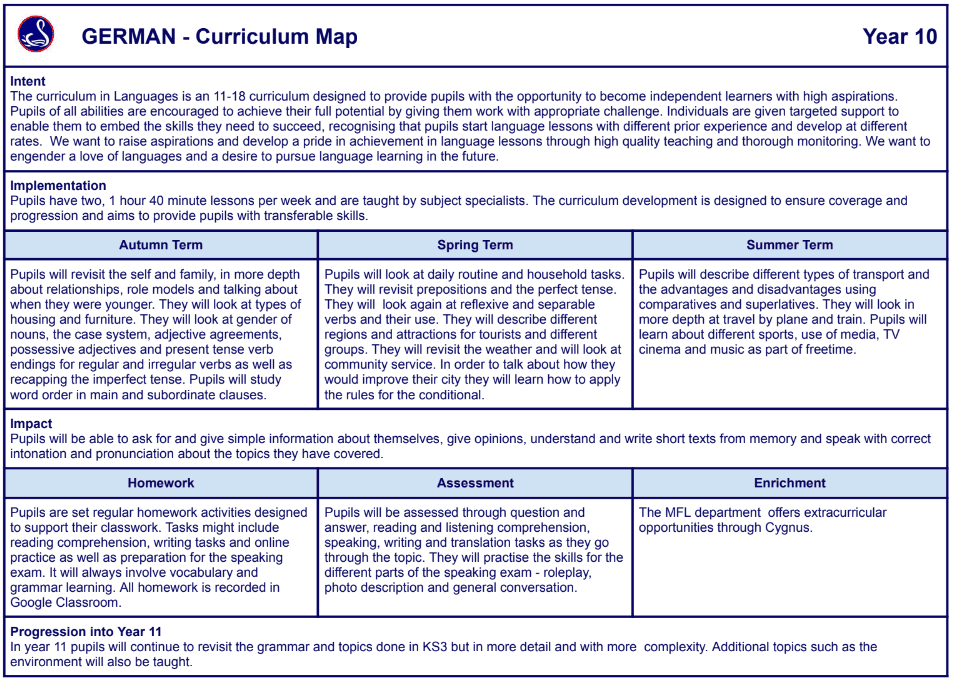 GERMAN - Curriculum Map
Year 10
Intent
The curriculum in Languages is an 11-18 curriculum designed to provide pupils with the opportunity to become independent learners with high aspirations.
Pupils of all abilities are encouraged to achieve their full potential by giving them work with appropriate challenge. Individuals are given targeted support to
enable them to embed the skills they need to succeed, recognising that pupils start language lessons with different prior experience and develop at different
rates.  We want to raise aspirations and develop a pride in achievement in language lessons through high quality teaching and thorough monitoring. We want to
engender a love of languages and a desire to pursue language learning in the future.
Implementation
Pupils have two, 1 hour 40 minute lessons per week and are taught by subject specialists. The curriculum development is designed to ensure coverage and
progression and aims to provide pupils with transferable skills.
Autumn Term
Pupils will revisit the self and family, in more depth
about relationships, role models and talking about
when they were younger. They will look at types of
housing and furniture. They will look at gender of
nouns, the case system, adjective agreements,
possessive adjectives and present tense verb
endings for regular and irregular verbs as well as
recapping the imperfect tense. Pupils will study
word order in main and subordinate clauses.
Spring Term
Pupils will look at daily routine and household tasks.
They will revisit prepositions and the perfect tense.
They will  look again at reflexive and separable
verbs and their use. They will describe different
regions and attractions for tourists and different
groups. They will revisit the weather and will look at
community service. In order to talk about how they
would improve their city they will learn how to apply
the rules for the conditional.
Summer Term
Pupils will describe different types of transport and
the advantages and disadvantages using
comparatives and superlatives. They will look in
more depth at travel by plane and train. Pupils will
learn about different sports, use of media, TV
cinema and music as part of freetime.
Impact
Pupils will be able to ask for and give simple information about themselves, give opinions, understand and write short texts from memory and speak with correct
intonation and pronunciation about the topics they have covered.
Homework
Pupils are set regular homework activities designed
to support their classwork. Tasks might include
reading comprehension, writing tasks and online
practice as well as preparation for the speaking
exam. It will always involve vocabulary and
grammar learning. All homework is recorded in
Google Classroom.
Assessment
Pupils will be assessed through question and
answer, reading and listening comprehension,
speaking, writing and translation tasks as they go
through the topic. They will practise the skills for the
different parts of the speaking exam - roleplay,
photo description and general conversation.
Enrichment
The MFL department  offers extracurricular
opportunities through Cygnus.
Progression into Year 11
In year 11 pupils will continue to revisit the grammar and topics done in KS3 but in more detail and with more  complexity. Additional topics such as the
environment will also be taught.